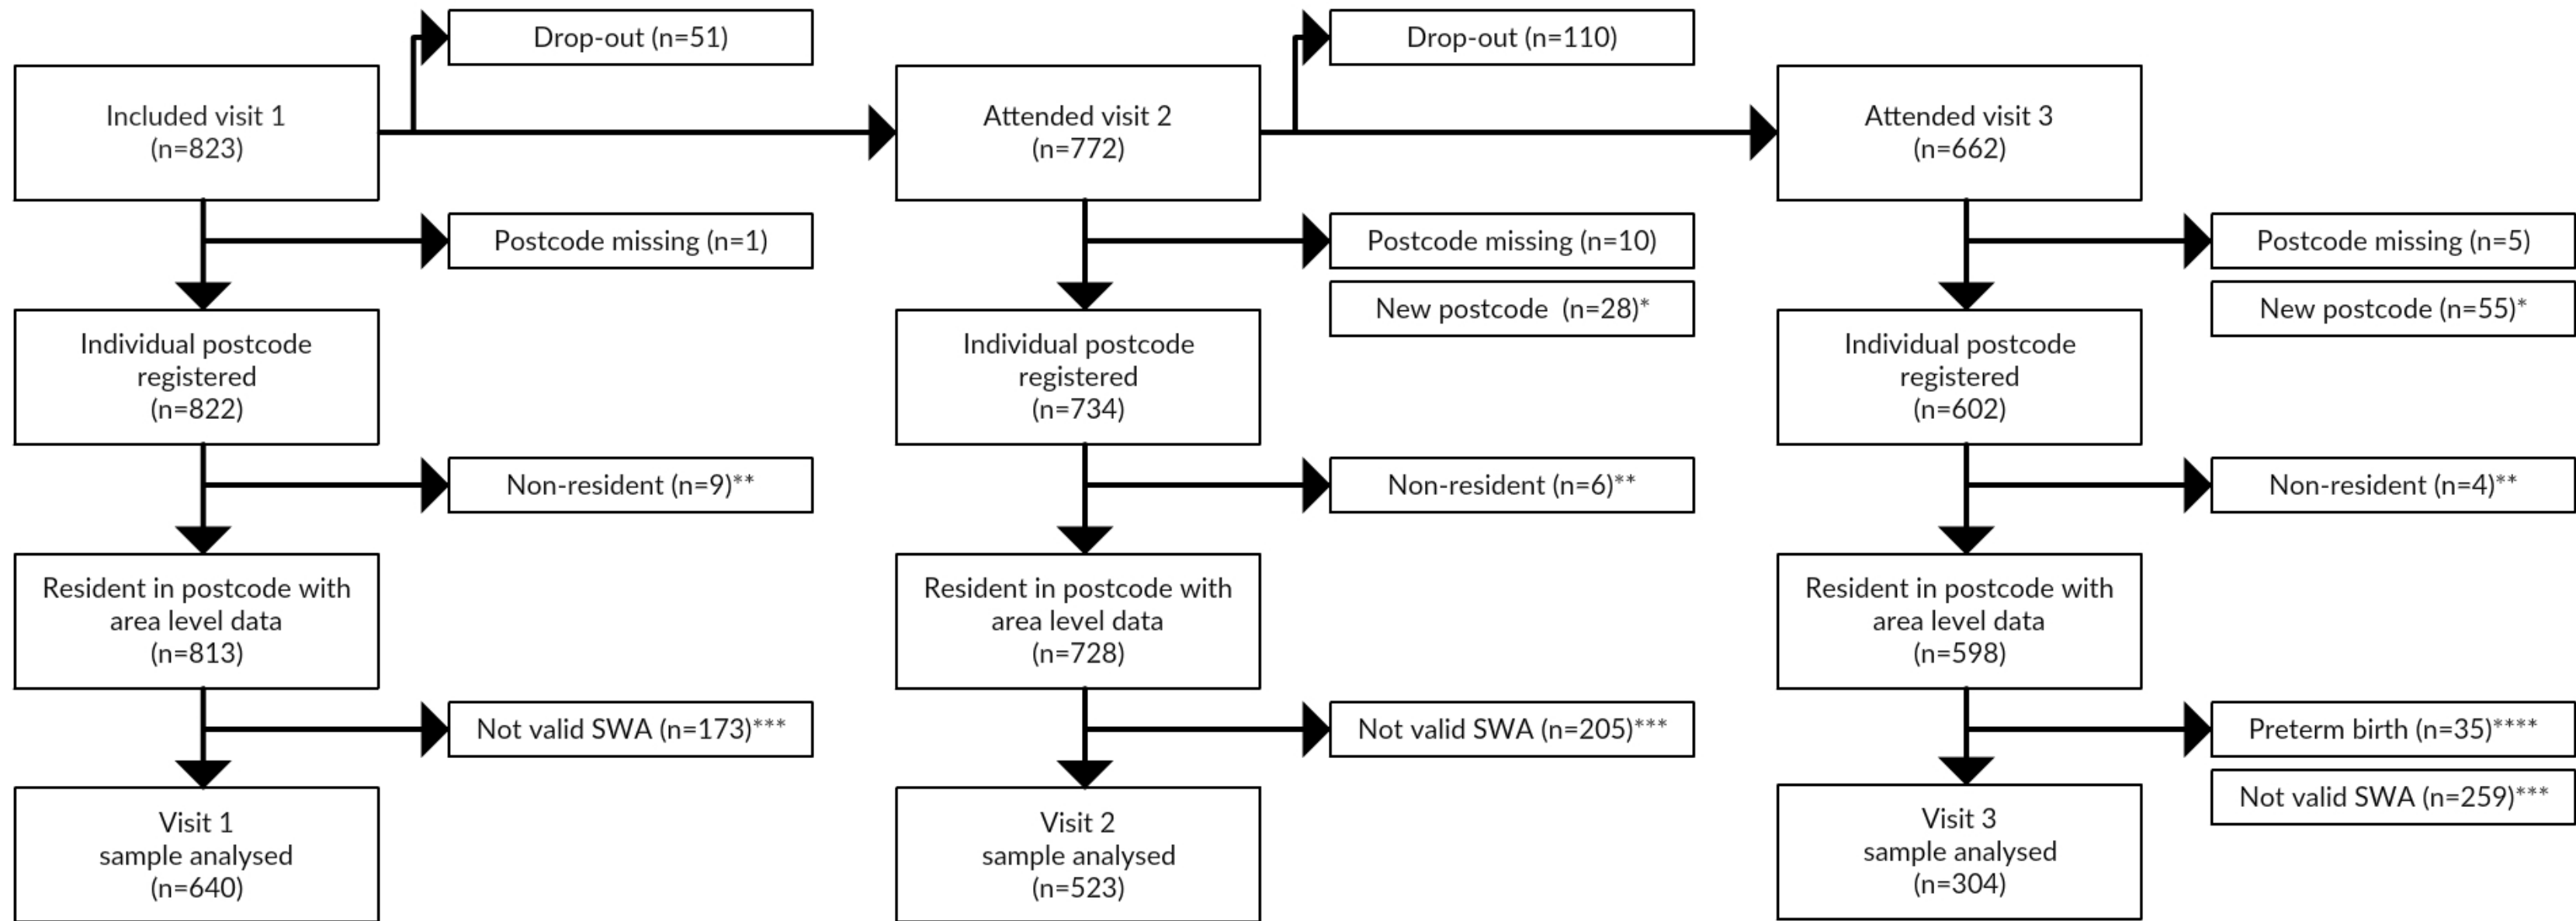 Drop-out (n=51)
Drop-out (n=110)
Included visit 1
(n=823)
Attended visit 2
(n=772)
Attended visit 3
(n=662)
Postcode missing (n=1)
Postcode missing (n=10)
Postcode missing (n=5)
New postcode  (n=28)*
New postcode (n=55)*
Individual postcode
registered
(n=822)
Individual postcode
registered
(n=734)
Individual postcode
registered
(n=602)
Non-resident (n=9)**
Non-resident (n=6)**
Non-resident (n=4)**
Resident in postcode with
area level data
(n=813)
Resident in postcode with
area level data
(n=728)
Resident in postcode with
area level data
(n=598)
Not valid SWA (n=173)***
Not valid SWA (n=205)***
Preterm birth (n=35)****
Not valid SWA (n=259)***
Visit 1
sample analysed
(n=640)
Visit 2
sample analysed
(n=523)
Visit 3
sample analysed
(n=304)